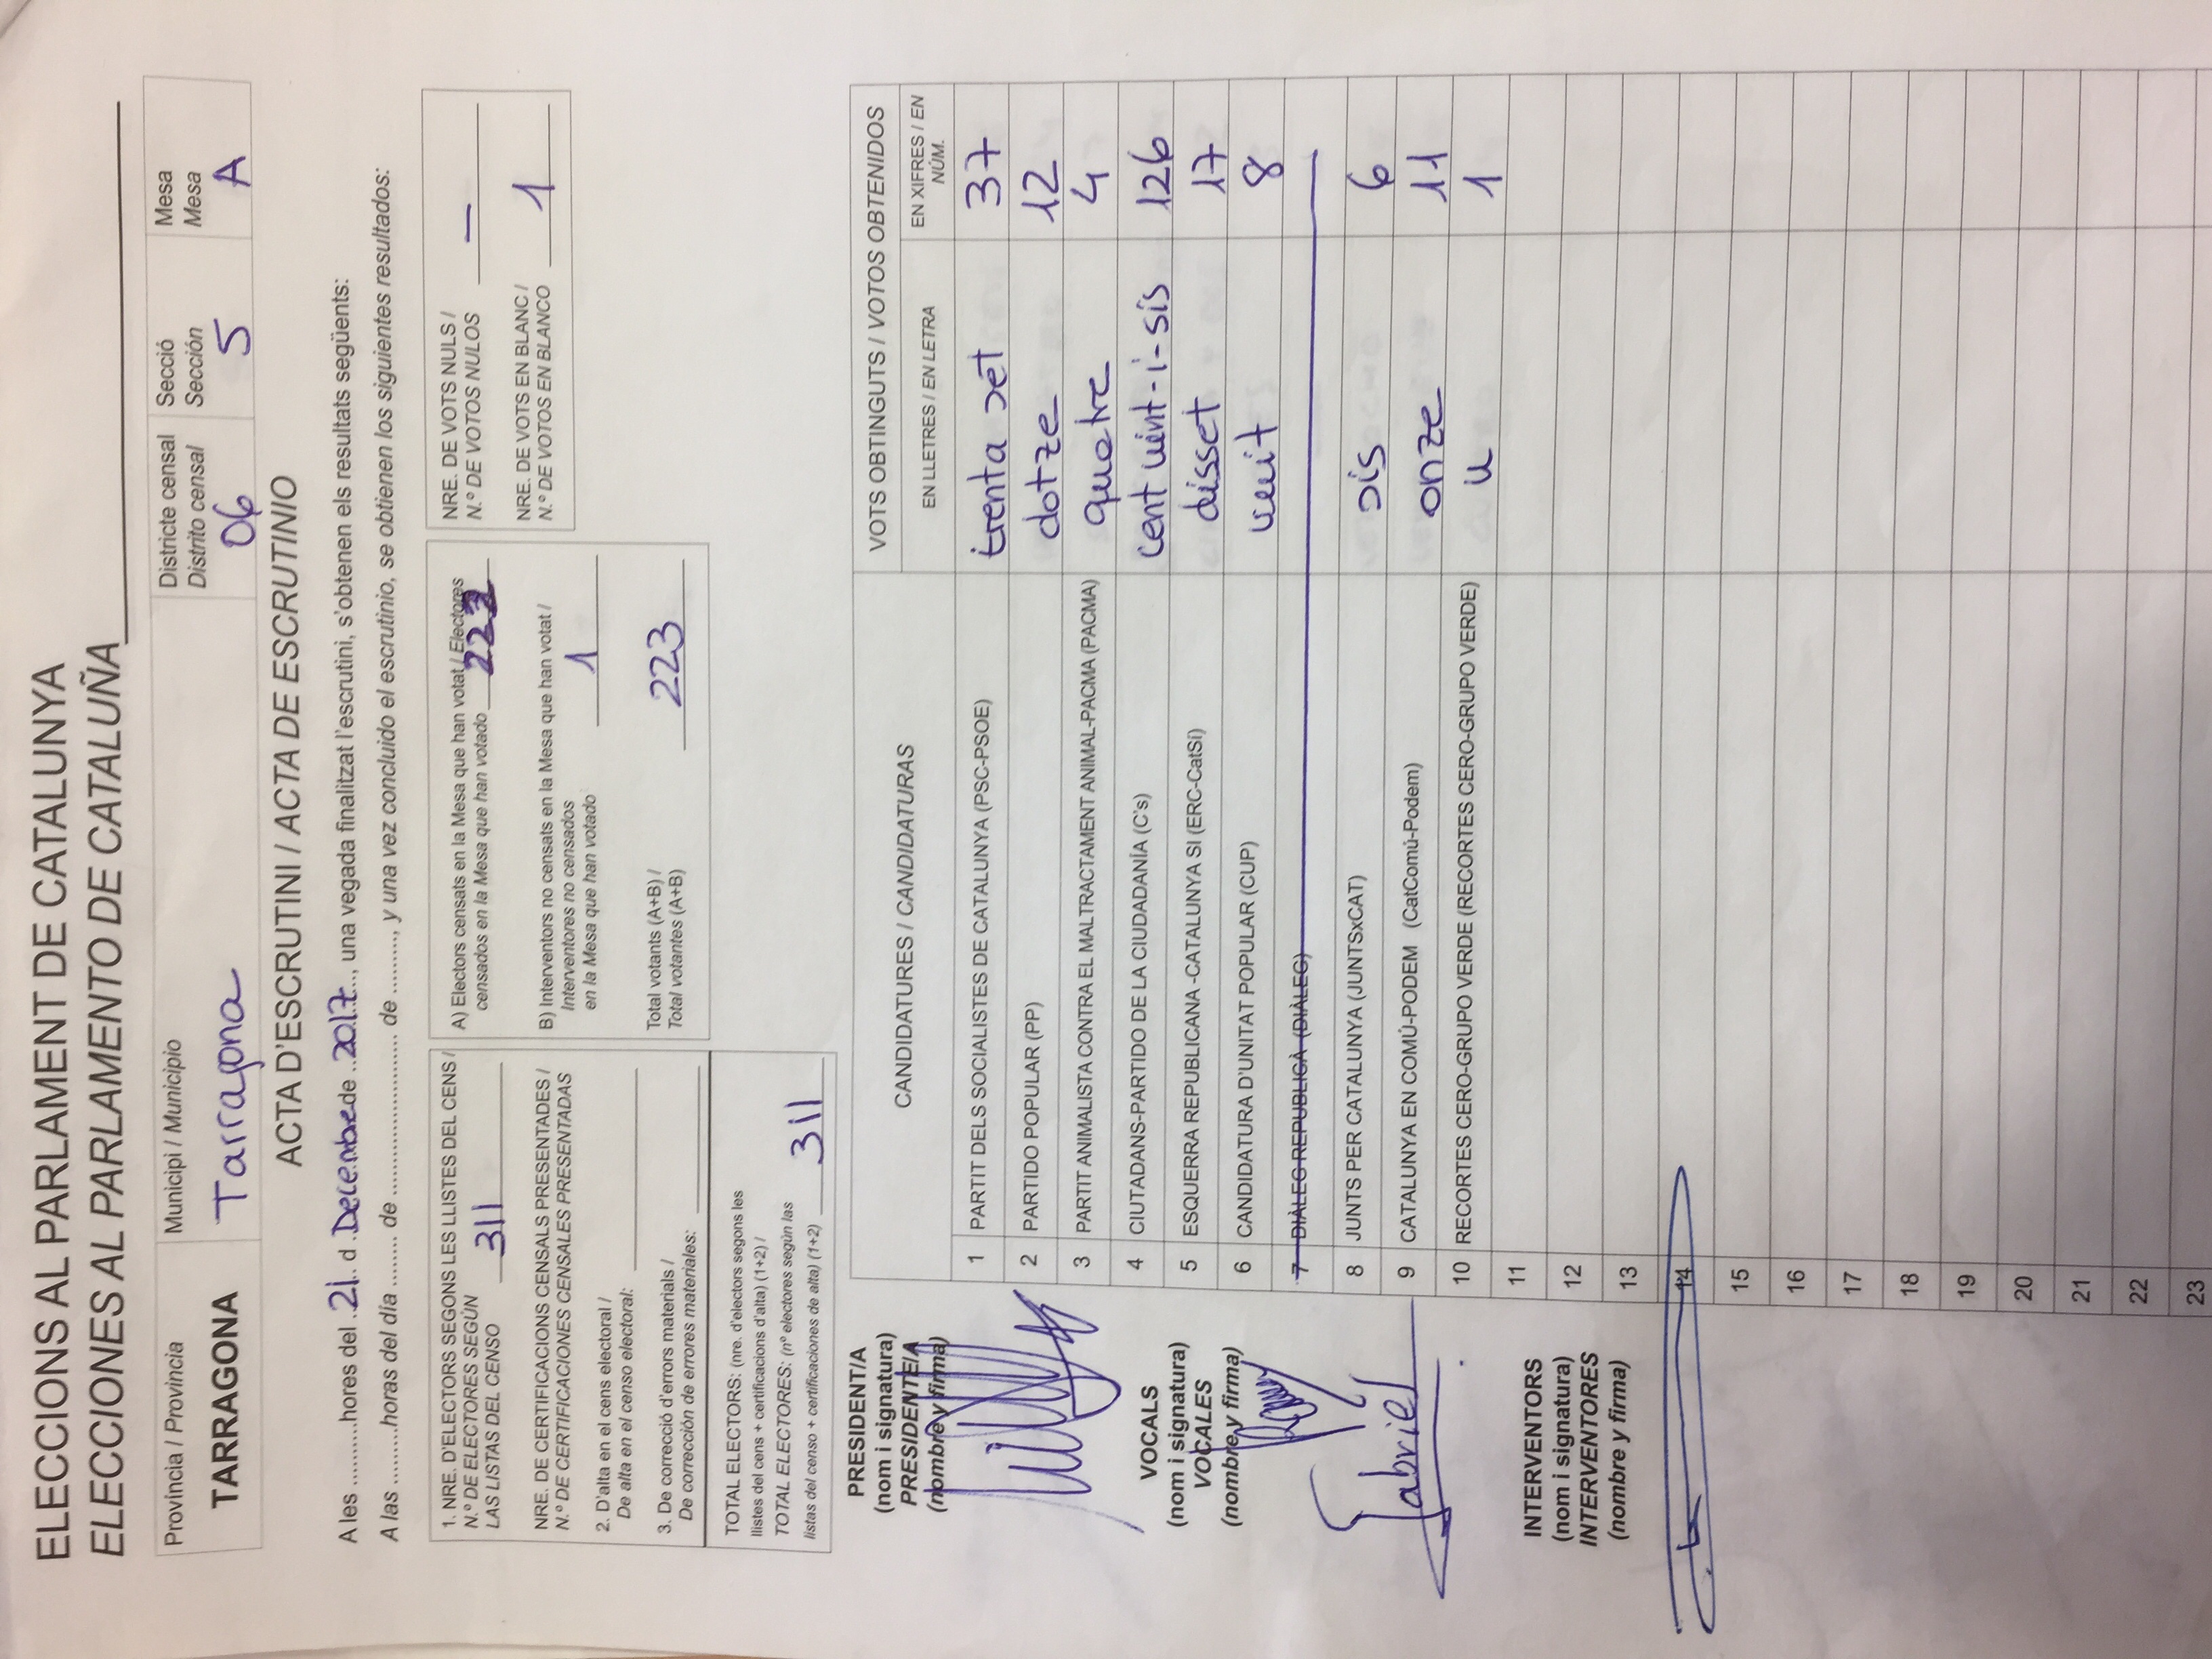 ELECCIONS AL PARLAMENT DE CATALUNYA
ELECCIONES AL PARLAMENTO DE CATALUÑA
Província / Provincia
TARRAGONA
Municipi / Municipio
Tarragona
Districte censal
Distrito censal
06
Secció
Sección
5
Mesa
Mesa
A
ACTA D'ESCRUTINI / ACTA DE ESCRUTINIO
A les ..........hores del .21. d .Decembre de ..2017.., una vegada finalitzat l'escrutini, s'obtenen els resultats següents:
A las .........horas del día ........ de ......................... de ........., y una vez concluido el escrutinio, se obtienen los siguientes resultados:
1. NRE. D'ELECTORS SEGONS LES LLISTES DEL CENS /
N.º DE ELECTORES SEGÚN
LAS LISTAS DEL CENSO 311
NRE. DE CERTIFICACIONS CENSALS PRESENTADES /
N.º DE CERTIFICACIONES CENSALES PRESENTADAS
2. D'alta en el cens electoral /
De alta en el censo electoral:
3. De correcció d'errors materials /
De corrección de errores materiales:
TOTAL ELECTORS: (nre. d'electors segons les
llistes del cens + certificacions d'alta) (1+2) /
TOTAL ELECTORES: (nº electores según las
listas del censo + certificaciones de alta) (1+2) 311
A) Electors censats en la Mesa que han votat / Electores
censados en la Mesa que han votado
B) Interventors no censats en la Mesa que han votat /
Interventores no censados
en la Mesa que han votado 1
Total votants (A+B) /
Total votantes (A+B) 223
NRE. DE VOTS NULS /
N.º DE VOTOS NULOS —
NRE. DE VOTS EN BLANC /
N.º DE VOTOS EN BLANCO 1
PRESIDENT/A
(nom i signatura)
PRESIDENTE/A
(nombre y firma)
VOCALS
(nom i signatura)
VOCALES
(nombre y firma)
Gabriel
INTERVENTORS
(nom i signatura)
INTERVENTORES
(nombre y firma)
CANDIDATURES / CANDIDATURAS
VOTS OBTINGUTS / VOTOS OBTENIDOS
EN LLETRES / EN LETRA
EN XIFRES / EN
NÚM.
1 PARTIT DELS SOCIALISTES DE CATALUNYA (PSC-PSOE) trenta set 37
2 PARTIDO POPULAR (PP) dotze 12
3 PARTIT ANIMALISTA CONTRA EL MALTRACTAMENT ANIMAL-PACMA (PACMA) quatre 4
4 CIUTADANS-PARTIDO DE LA CIUDADANÍA (C's) cent vint-i-sis 126
5 ESQUERRA REPUBLICANA -CATALUNYA SI (ERC-CatSí) disset 17
6 CANDIDATURA D'UNITAT POPULAR (CUP) vuit 8
7 DIÀLEG REPUBLICÀ (DIÀLEG)
8 JUNTS PER CATALUNYA (JUNTSxCAT) sis 6
9 CATALUNYA EN COMÚ-PODEM (CatComú-Podem) onze 11
10 RECORTES CERO-GRUPO VERDE (RECORTES CERO-GRUPO VERDE) u 1
11
12
13
14
15
16
17
18
19
20
21
22
23